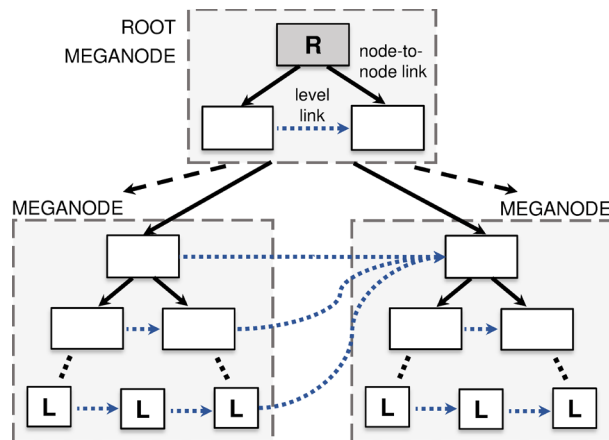 ROOT
MEGANODE
R
node-to-
node link
level
link
MEGANODE
MEGANODE
L
L
L
L
L
L